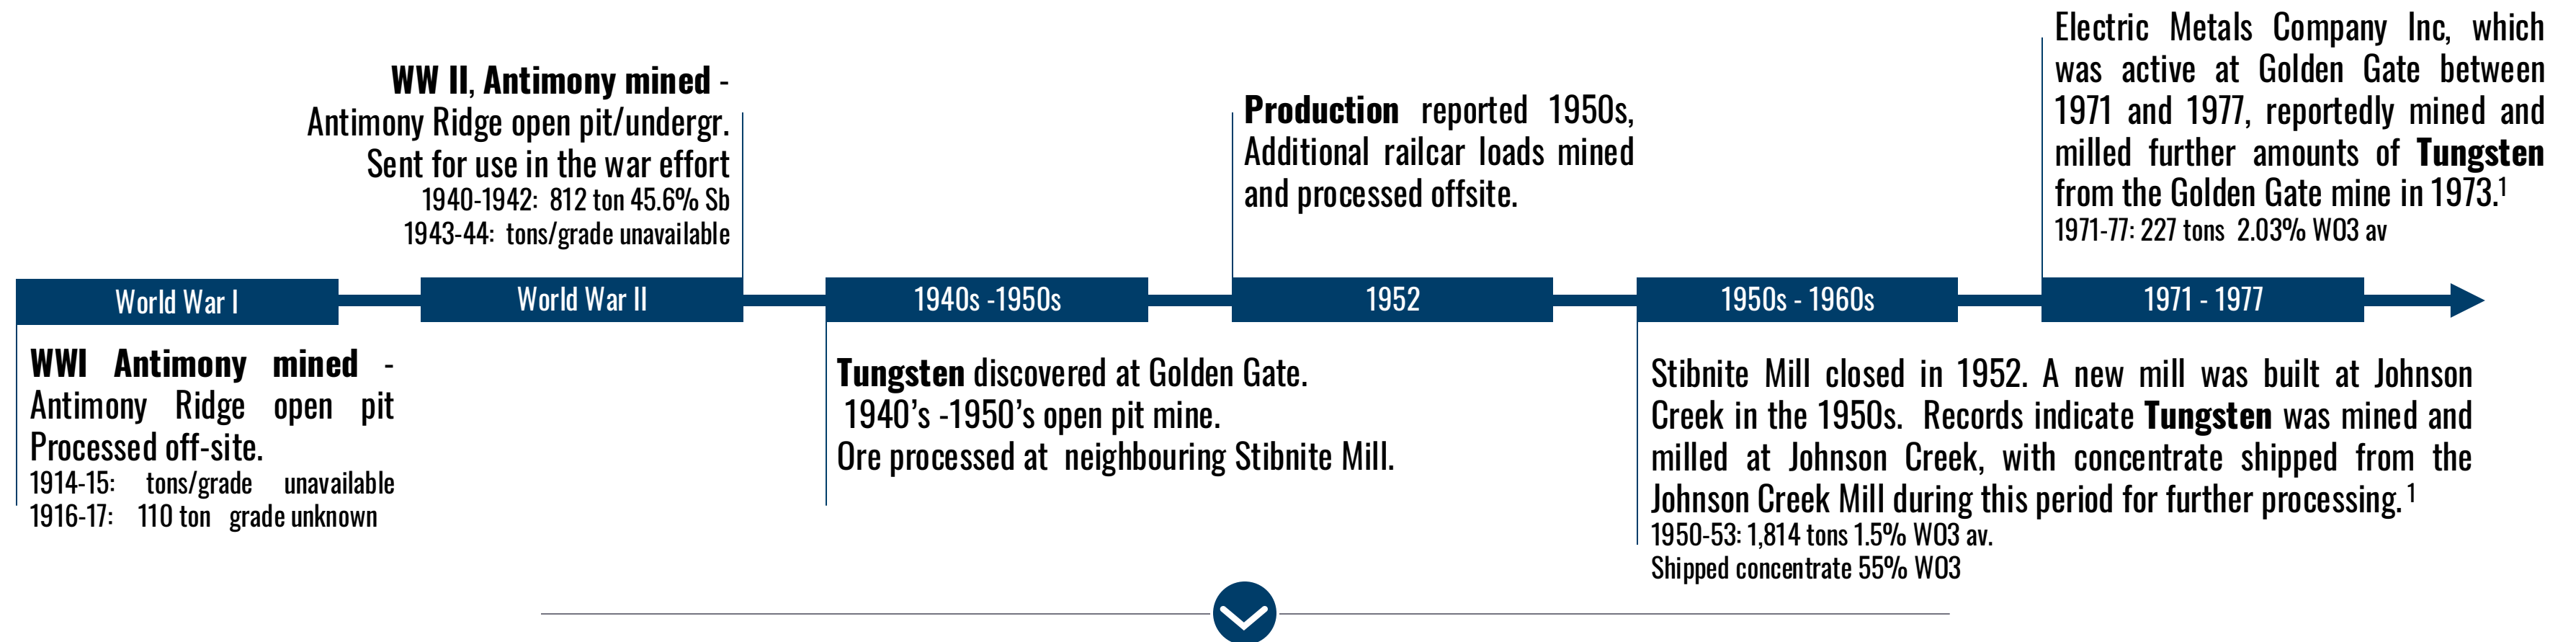 WW II, Antimony mined -
Antimony Ridge open pit/undergr.
Sent for use in the war effort
1940-1942: 812 ton 45.6% Sb
1943-44: tons/grade unavailable
Production reported 1950s,
Additional railcar loads mined
and processed offsite.
Electric Metals Company Inc, which
was active at Golden Gate between
1971 and 1977, reportedly mined and
milled further amounts of Tungsten
from the Golden Gate mine in 1973.¹
1971-77: 227 tons 2.03% WO3 av
World War I
World War II
1940s -1950s
1952
1950s - 1960s
1971 - 1977
WWI Antimony mined -
Antimony Ridge open pit
Processed off-site.
1914-15: tons/grade unavailable
1916-17: 110 ton grade unknown
Tungsten discovered at Golden Gate.
1940’s -1950’s open pit mine.
Ore processed at neighbouring Stibnite Mill.
Stibnite Mill closed in 1952. A new mill was built at Johnson
Creek in the 1950s. Records indicate Tungsten was mined and
milled at Johnson Creek, with concentrate shipped from the
Johnson Creek Mill during this period for further processing. ¹
1950-53: 1,814 tons 1.5% WO3 av.
Shipped concentrate 55% WO3